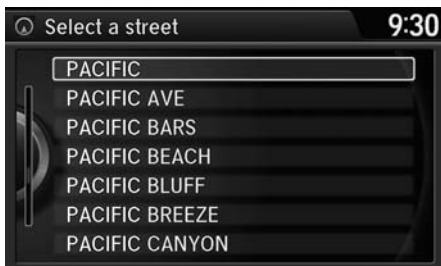 Select a street
9:30
PACIFIC
PACIFIC AVE
PACIFIC BARS
PACIFIC BEACH
PACIFIC BLUFF
PACIFIC BREEZE
PACIFIC CANYON